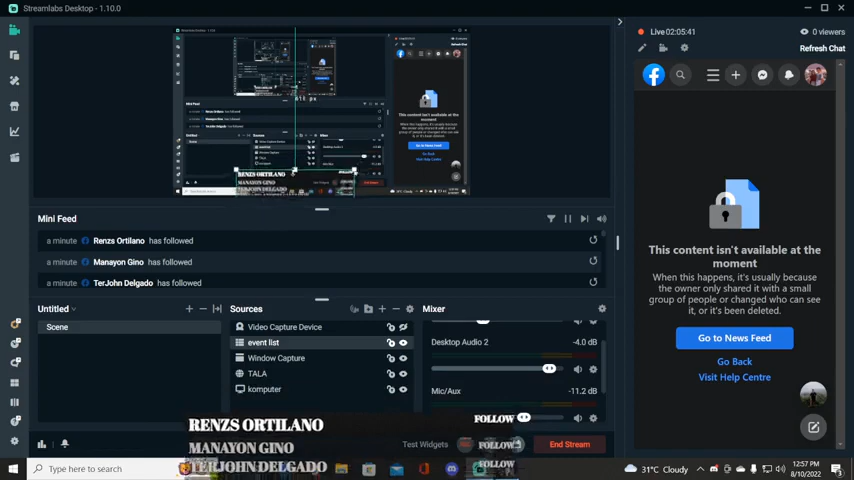 Streamlabs Desktop - 1.10.0
Live 02:05:41
0 viewers
Refresh Chat
Mini Feed
a minute Renzs Ortilano has followed
a minute Manayon Gino has followed
a minute TerJohn Delgado has followed
This content isn't available at the
moment
When this happens, it's usually because
the owner only shared it with a small
group of people or changed who can see
it, or it's been deleted.
Go to News Feed
Go Back
Visit Help Centre
Untitled
Scene
Sources
Video Capture Device
event list
Window Capture
TALA
komputer
Mixer
Desktop Audio 2
-4.0 dB
Mic/Aux
-11.2 dB
RENZS ORTILANO FOLLOW
MANAYON GINO FOLLOW
TERJOHN DELGADO FOLLOW
Test Widgets
End Stream
Type here to search
31°C Cloudy
12:57 PM
8/10/2022
3